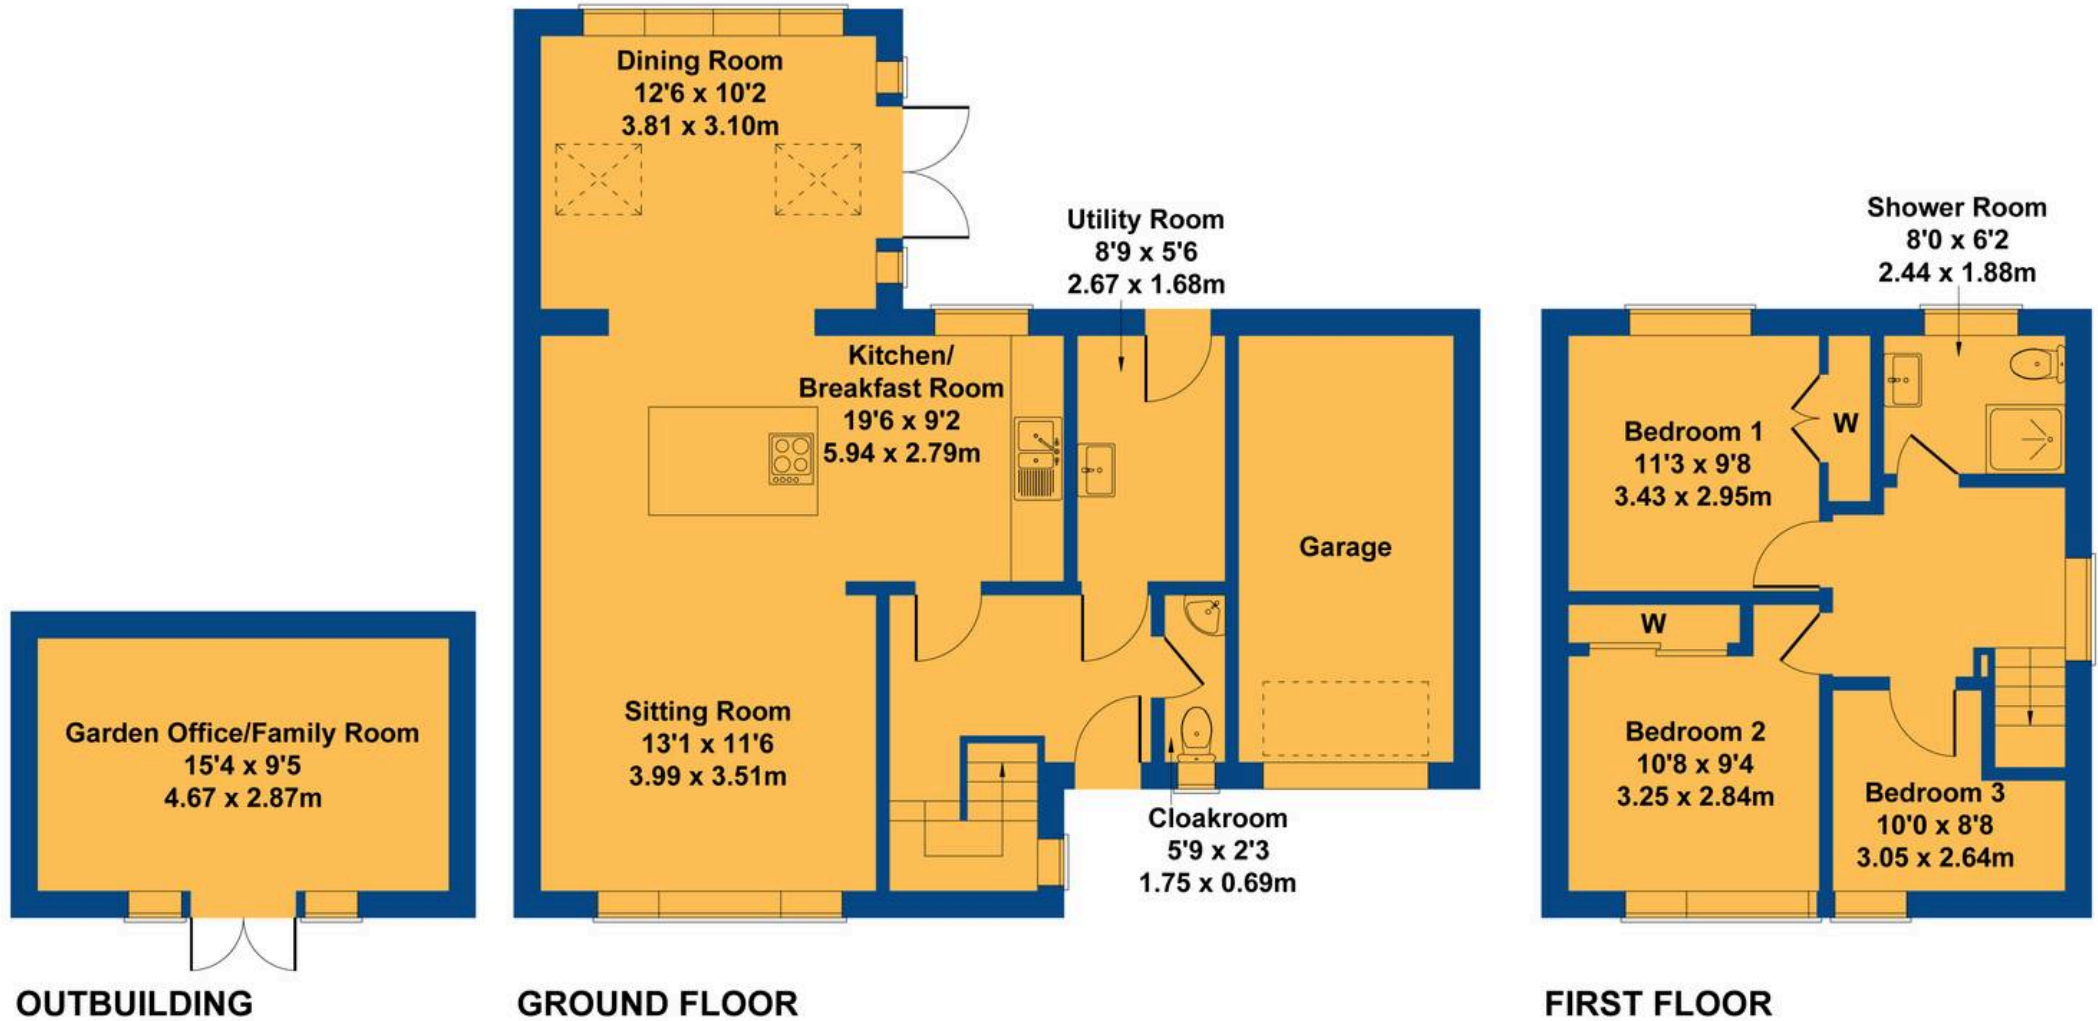 Dining Room
12'6 x 10'2
3.81 x 3.10m
Utility Room
8'9 x 5'6
2.67 x 1.68m
Kitchen/
Breakfast Room
19'6 x 9'2
5.94 x 2.79m
Garage
Sitting Room
13'1 x 11'6
3.99 x 3.51m
Cloakroom
5'9 x 2'3
1.75 x 0.69m
Garden Office/Family Room
15'4 x 9'5
4.67 x 2.87m
Shower Room
8'0 x 6'2
2.44 x 1.88m
Bedroom 1
11'3 x 9'8
3.43 x 2.95m
W
W
Bedroom 2
10'8 x 9'4
3.25 x 2.84m
Bedroom 3
10'0 x 8'8
3.05 x 2.64m
OUTBUILDING
GROUND FLOOR
FIRST FLOOR